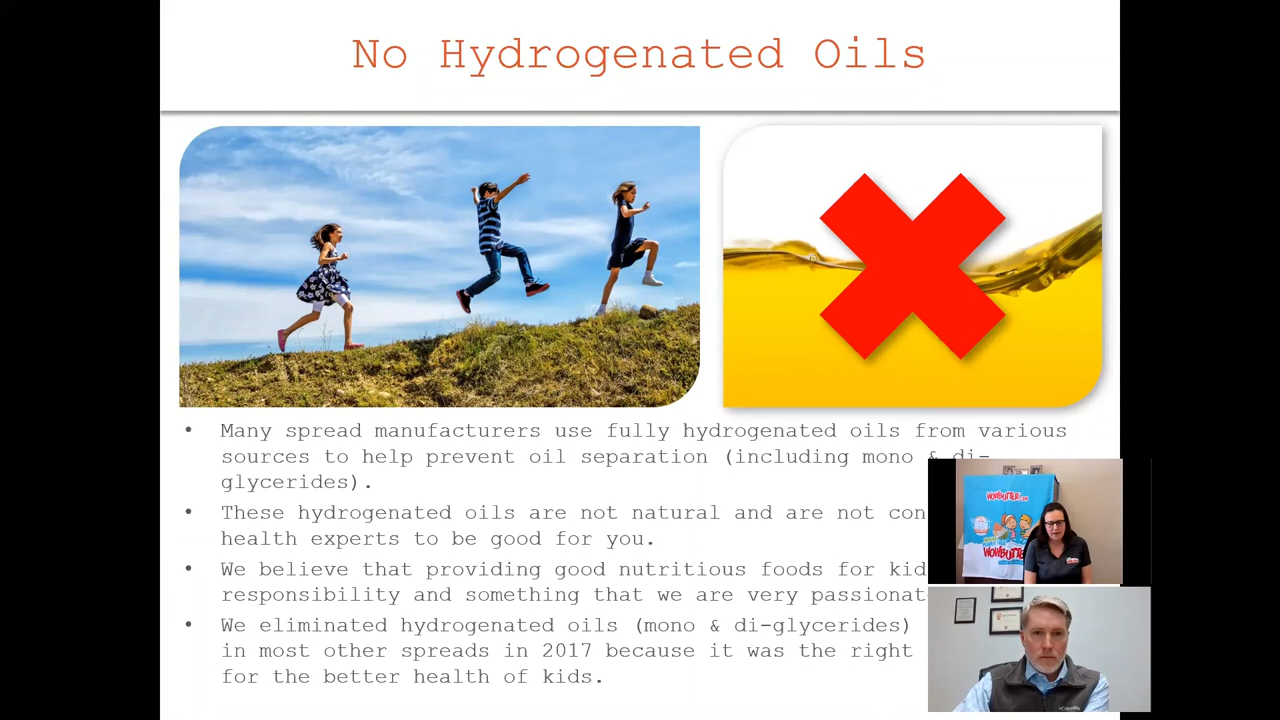 No Hydrogenated Oils
• Many spread manufacturers use fully hydrogenated oils from various
sources to help prevent oil separation (including mono & di-
glycerides).
• These hydrogenated oils are not natural and are not con
health experts to be good for you.
• We believe that providing good nutritious foods for kid
responsibility and something that we are very passionat
• We eliminated hydrogenated oils (mono & di-glycerides)
in most other spreads in 2017 because it was the right
for the better health of kids.
WOWBUTTER
WOWBUTTE
Columbia